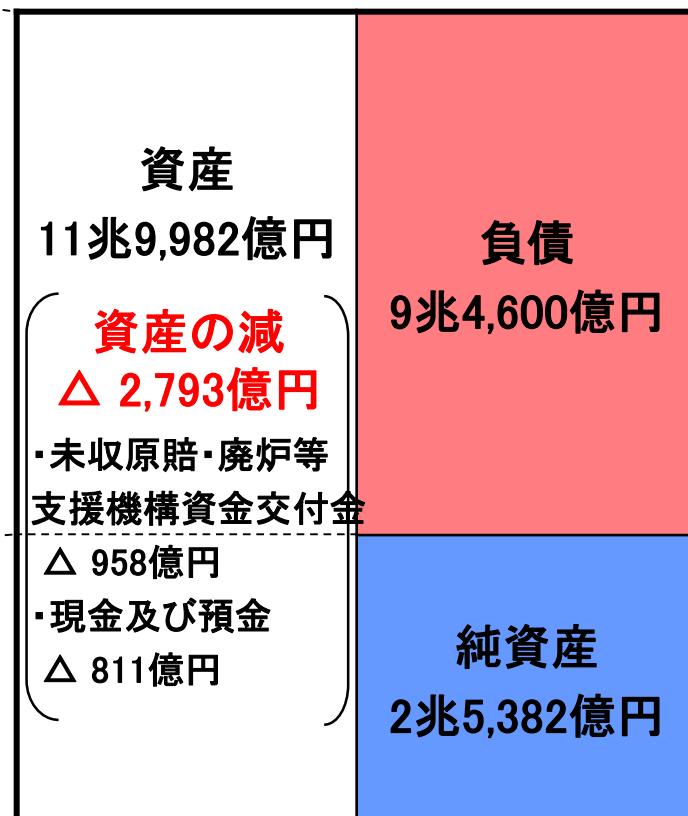 資産
11兆9,982億円
資産の減
△ 2,793億円
・未収原賠・廃炉等
支援機構資金交付金
△ 958億円
・現金及び預金
△ 811億円
負債
9兆4,600億円
純資産
2兆5,382億円